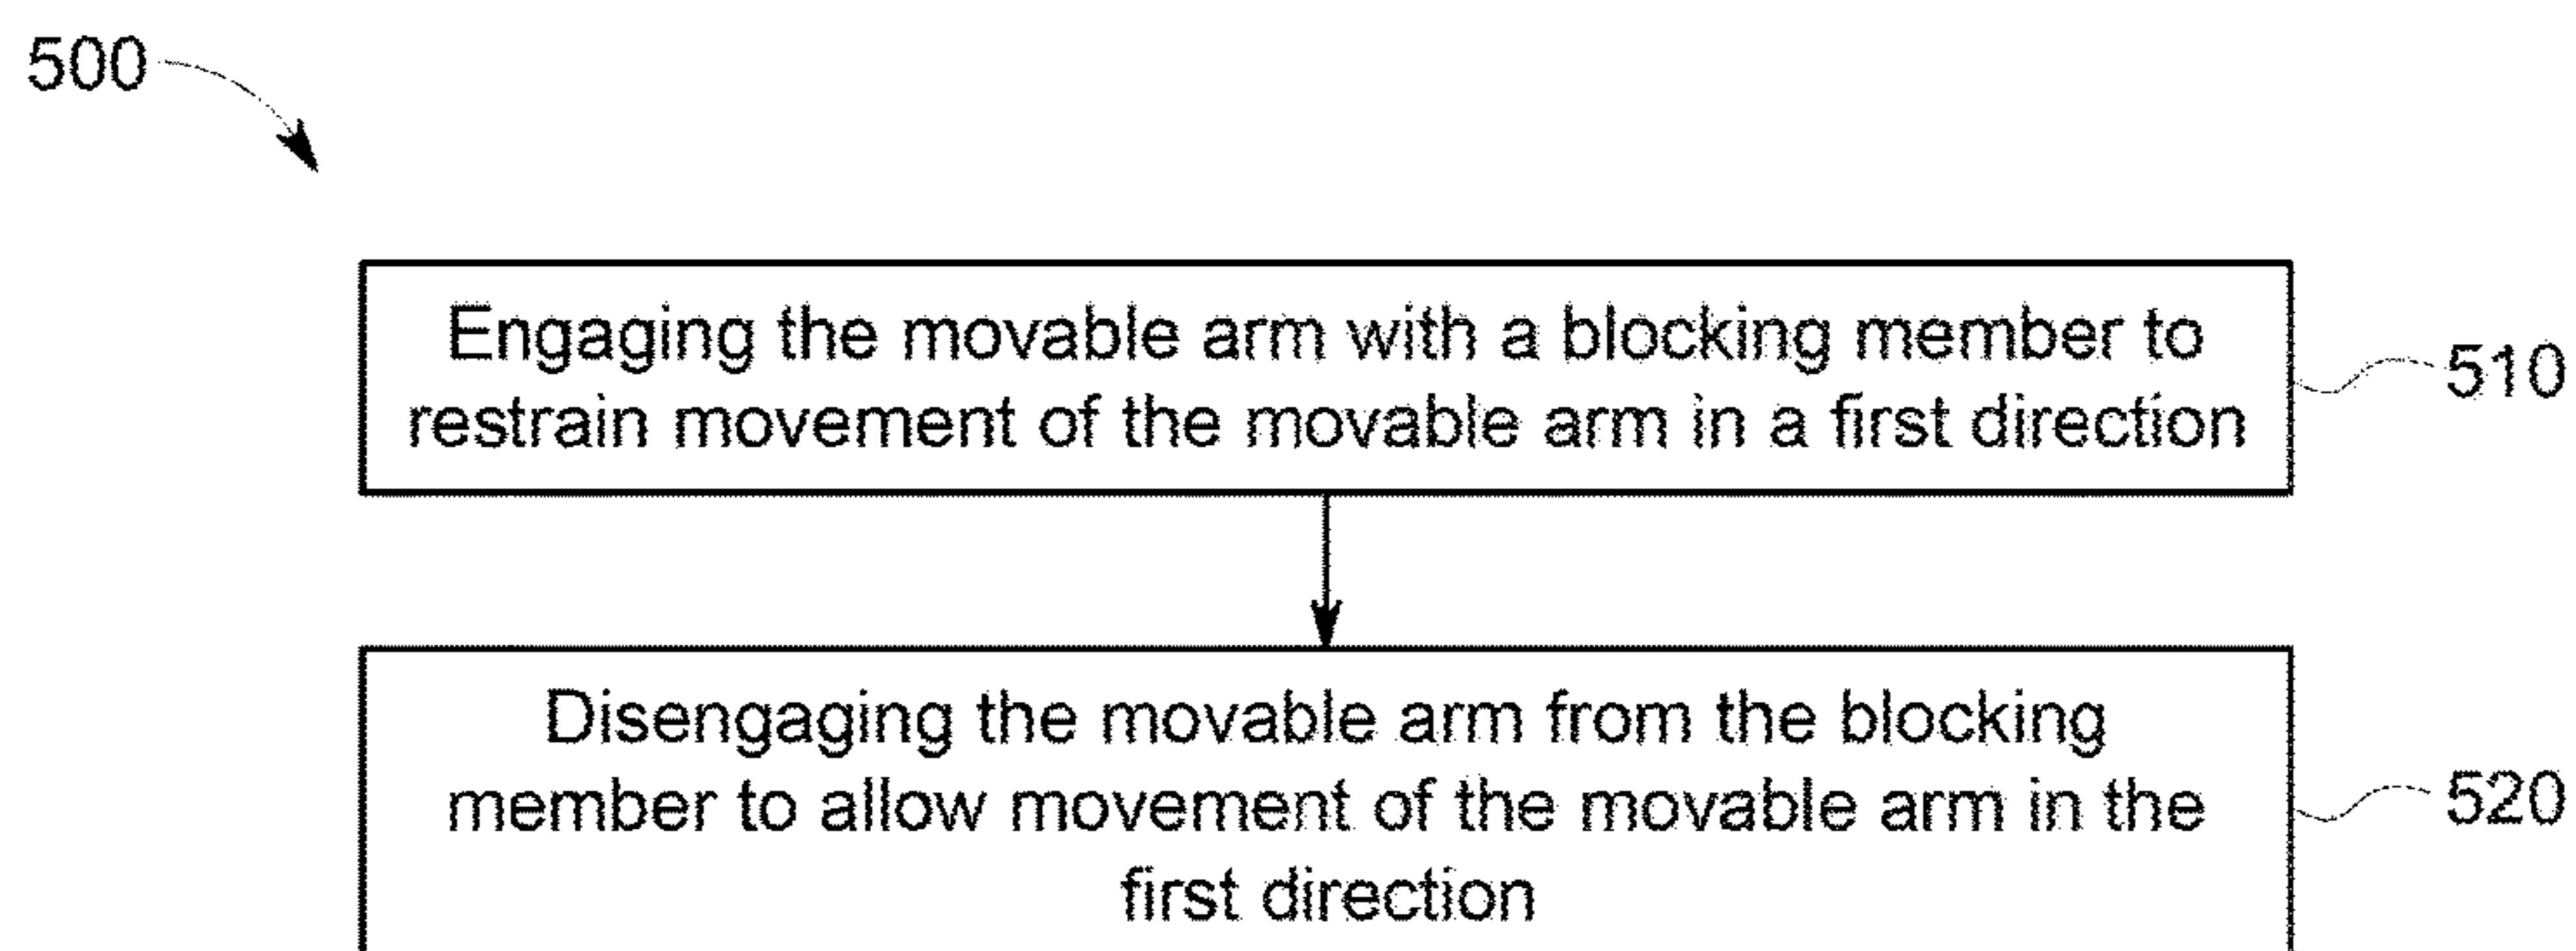 500
Engaging the movable arm with a blocking member to
restrain movement of the movable arm in a first direction
510
Disengaging the movable arm from the blocking
member to allow movement of the movable arm in the
first direction
520